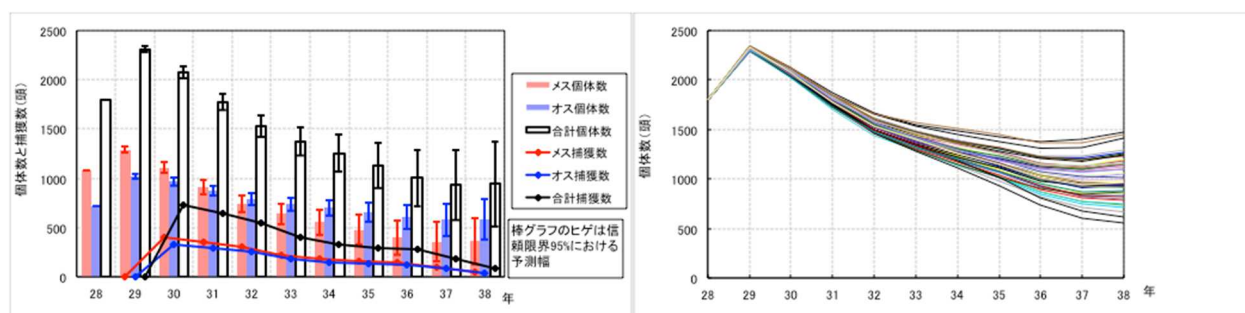 個体数と捕獲数(頭)
2500
2000
1500
1000
500
0
28 29 30 31 32 33 34 35 36 37 38 年
メス個体数
オス個体数
合計個体数
メス捕獲数
オス捕獲数
合計捕獲数
棒グラフのヒゲは信
頼限界95%における
予測幅
個体数(頭)
2500
2000
1500
1000
500
0
28 29 30 31 32 33 34 35 36 37 38 年